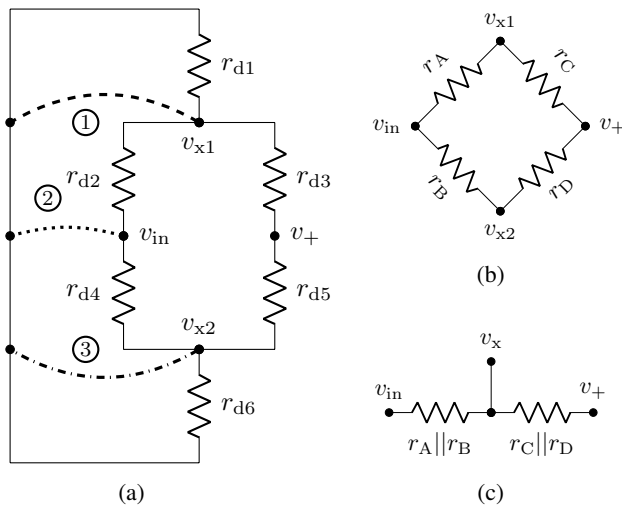 r_d1
①
v_x1
②
r_d2
r_d3
v_in
v_+
r_d4
r_d5
v_x2
③
r_d6
(a)
v_x1
r_A
r_C
v_in
v_+
r_B
r_D
v_x2
(b)
v_x
v_in
v_+
r_A||r_B
r_C||r_D
(c)